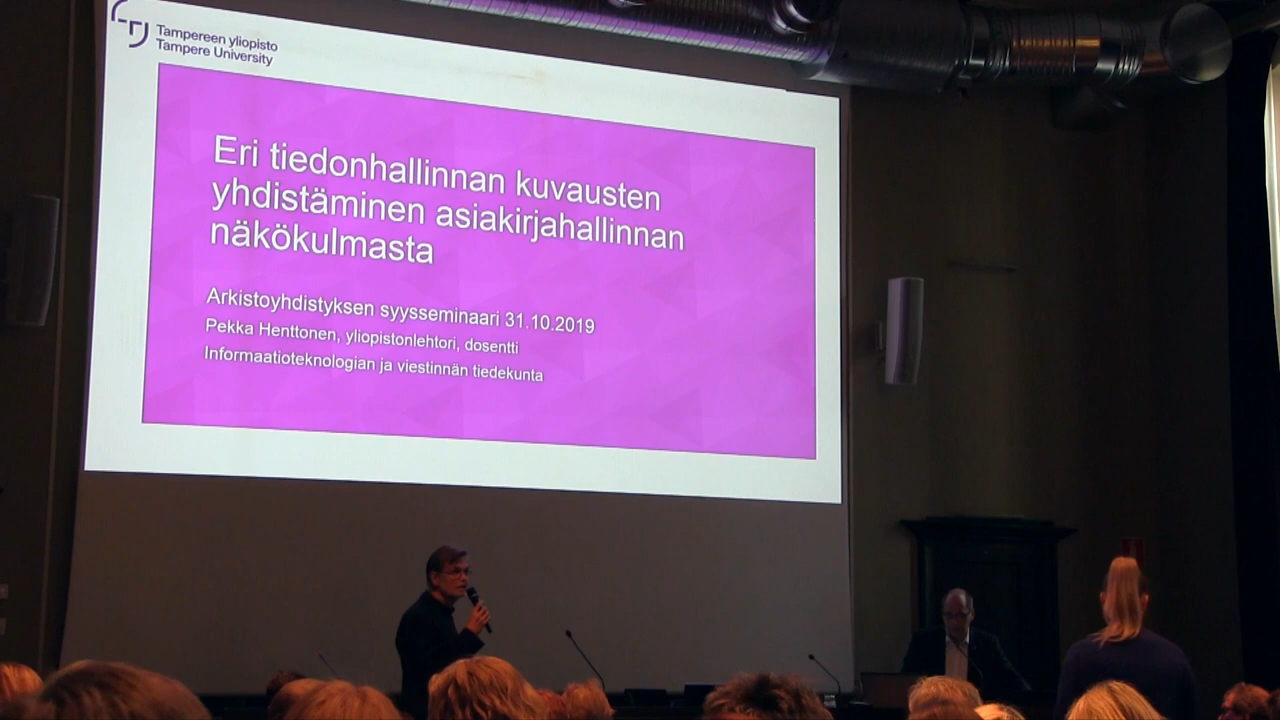 Tampereen yliopisto
Tampere University
Eri tiedonhallinnan kuvausten
yhdistäminen asiakirjahallinnan
näkökulmasta
Arkistoyhdistyksen syysseminaari 31.10.2019
Pekka Henttonen, yliopistonlehtori, dosentti
Informaatioteknologian ja viestinnän tiedekunta